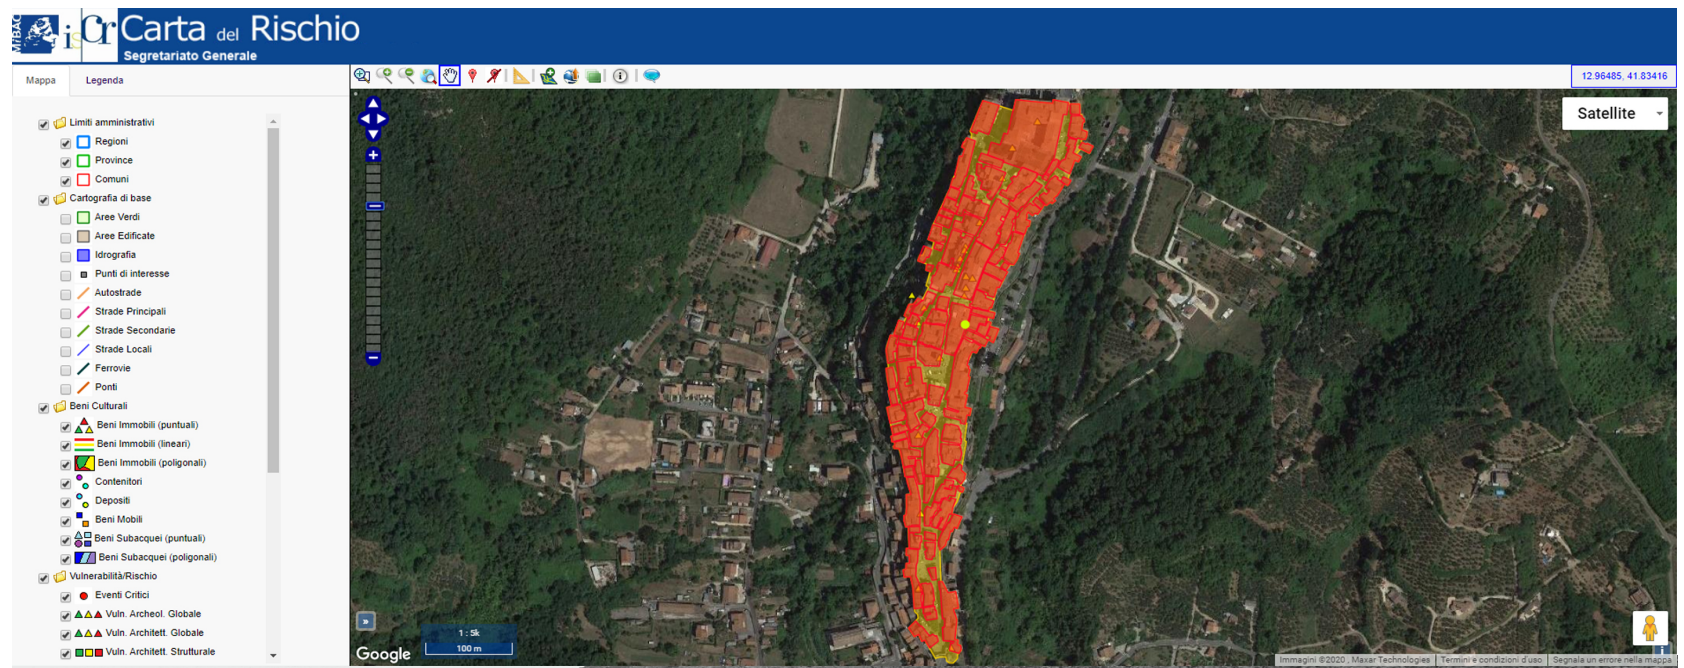 MiBAC
isCr Carta del Rischio
Segretariato Generale
Mappa Legenda
12.96485, 41.83416
Satellite
Limiti amministrativi
Regioni
Province
Comuni
Cartografia di base
Aree Verdi
Aree Edificate
Idrografia
Punti di interesse
Autostrade
Strade Principali
Strade Secondarie
Strade Locali
Ferrovie
Ponti
Beni Culturali
Beni Immobili (puntuali)
Beni Immobili (lineari)
Beni Immobili (poligonali)
Contenitori
Depositi
Beni Mobili
Beni Subacquei (puntuali)
Beni Subacquei (poligonali)
Vulnerabilità/Rischio
Eventi Critici
Vuln. Archeol. Globale
Vuln. Architett. Globale
Vuln. Architett. Strutturale
»
1 : 5k
100 m
Google
Immagini ©2020 , Maxar Technologies Termini e condizioni d'uso Segnala un errore nella mappa